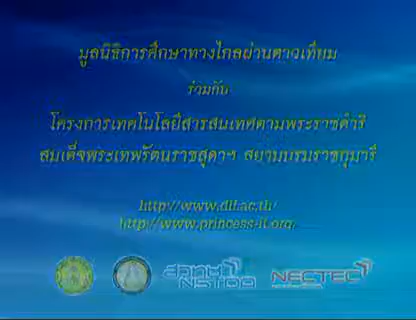 มูลนิธิการศึกษาทางไกลผ่านดาวเทียม
ร่วมกับ
โครงการเทคโนโลยีสารสนเทศตามพระราชดำริ
สมเด็จพระเทพรัตนราชสุดาฯ สยามบรมราชกุมารี
http://www.dlf.ac.th/
http://www.princess-it.org/
สวทช
NSTDA
NECTEC